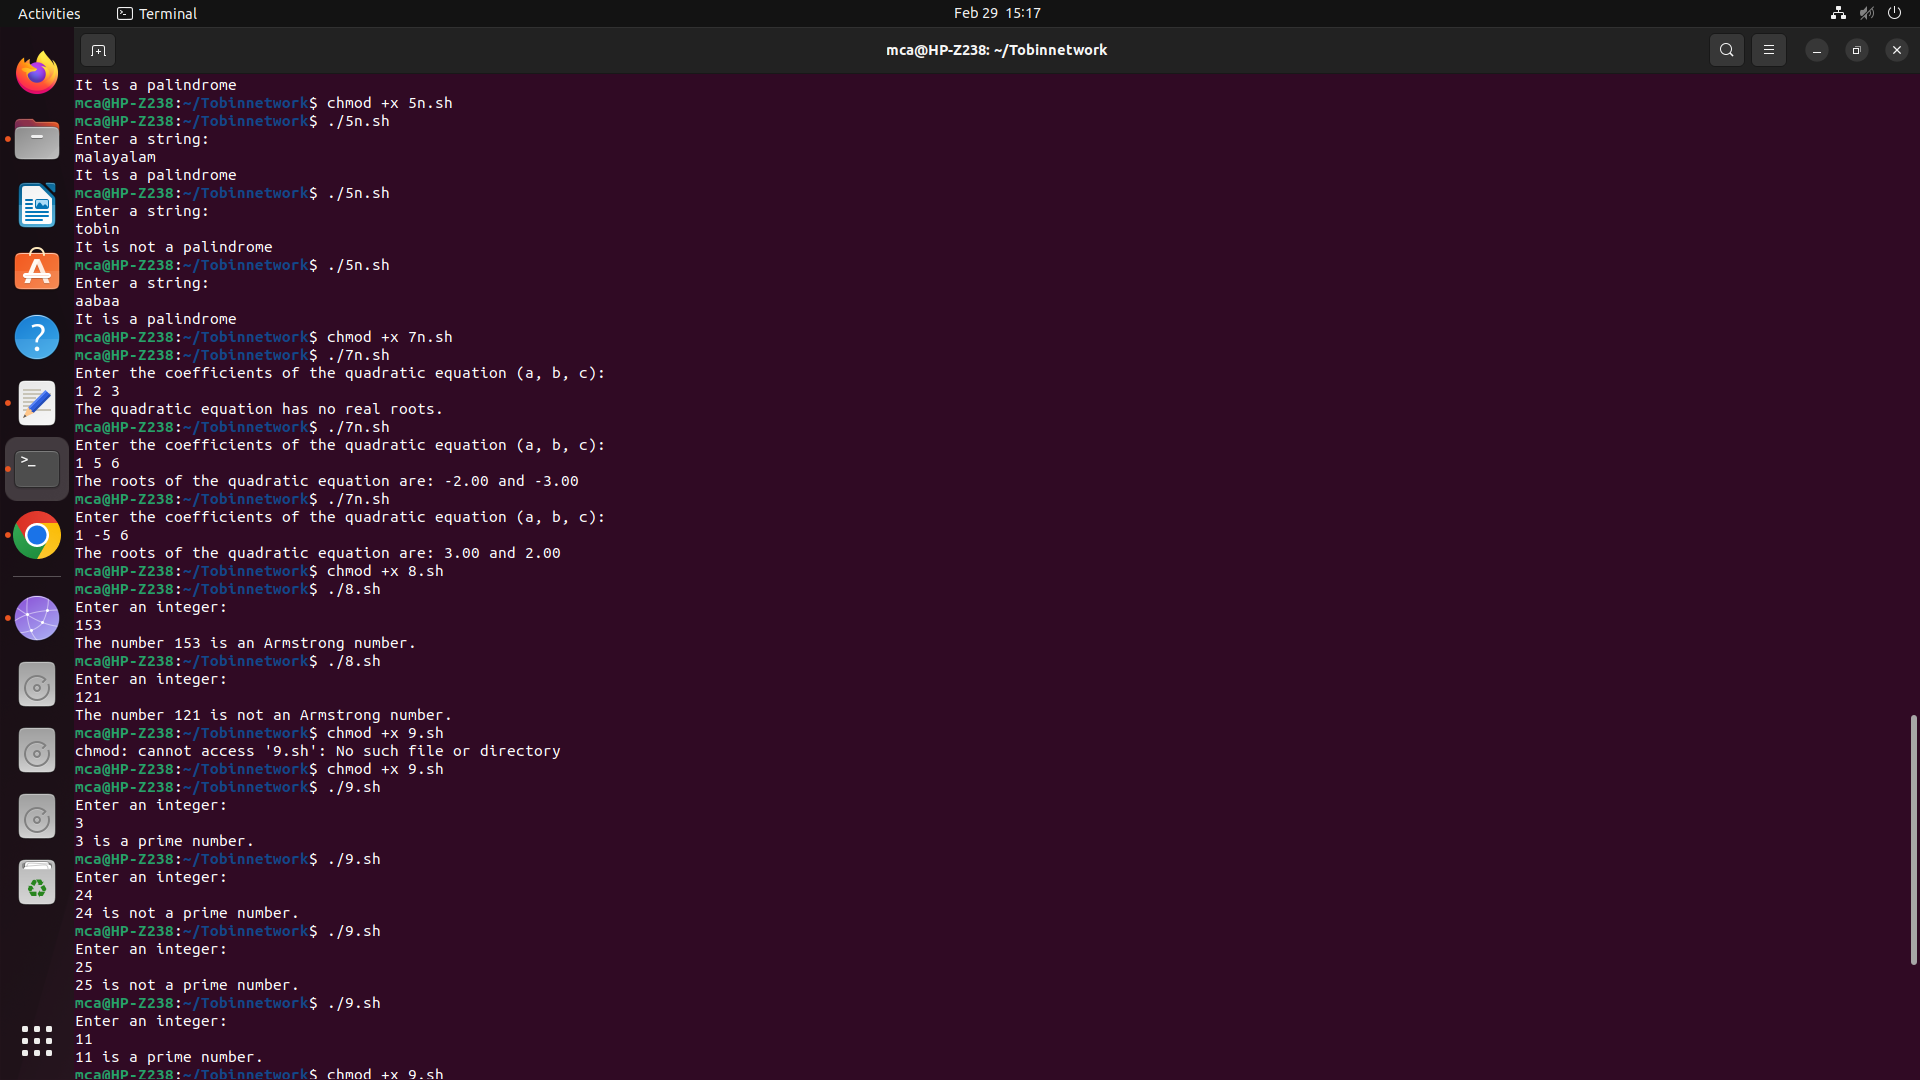 Activities
Terminal
Feb 29 15:17
mca@HP-Z238: ~/Tobinnetwork
It is a palindrome
mca@HP-Z238:~/Tobinnetwork$ chmod +x 5n.sh
mca@HP-Z238:~/Tobinnetwork$ ./5n.sh
Enter a string:
malayalam
It is a palindrome
mca@HP-Z238:~/Tobinnetwork$ ./5n.sh
Enter a string:
tobin
It is not a palindrome
mca@HP-Z238:~/Tobinnetwork$ ./5n.sh
Enter a string:
aabaa
It is a palindrome
mca@HP-Z238:~/Tobinnetwork$ chmod +x 7n.sh
mca@HP-Z238:~/Tobinnetwork$ ./7n.sh
Enter the coefficients of the quadratic equation (a, b, c):
1 2 3
The quadratic equation has no real roots.
mca@HP-Z238:~/Tobinnetwork$ ./7n.sh
Enter the coefficients of the quadratic equation (a, b, c):
1 5 6
The roots of the quadratic equation are: -2.00 and -3.00
mca@HP-Z238:~/Tobinnetwork$ ./7n.sh
Enter the coefficients of the quadratic equation (a, b, c):
1 -5 6
The roots of the quadratic equation are: 3.00 and 2.00
mca@HP-Z238:~/Tobinnetwork$ chmod +x 8.sh
mca@HP-Z238:~/Tobinnetwork$ ./8.sh
Enter an integer:
153
The number 153 is an Armstrong number.
mca@HP-Z238:~/Tobinnetwork$ ./8.sh
Enter an integer:
121
The number 121 is not an Armstrong number.
mca@HP-Z238:~/Tobinnetwork$ chmod +x 9.sh
chmod: cannot access '9.sh': No such file or directory
mca@HP-Z238:~/Tobinnetwork$ chmod +x 9.sh
mca@HP-Z238:~/Tobinnetwork$ ./9.sh
Enter an integer:
3
3 is a prime number.
mca@HP-Z238:~/Tobinnetwork$ ./9.sh
Enter an integer:
24
24 is not a prime number.
mca@HP-Z238:~/Tobinnetwork$ ./9.sh
Enter an integer:
25
25 is not a prime number.
mca@HP-Z238:~/Tobinnetwork$ ./9.sh
Enter an integer:
11
11 is a prime number.
mca@HP-Z238:~/Tobinnetwork$ chmod +x 9.sh